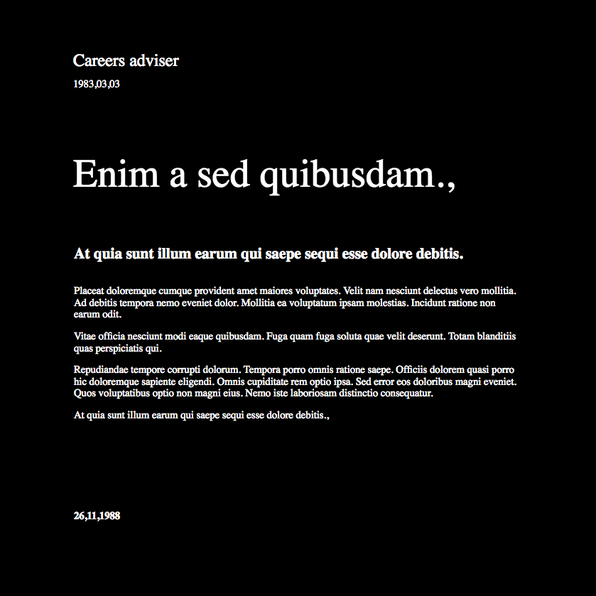 Careers adviser
1983,03,03
Enim a sed quibusdam.,
At quia sunt illum earum qui saepe sequi esse dolore debitis.
Placeat doloremque cumque provident amet maiores voluptates. Velit nam nesciunt delectus vero mollitia.
Ad debitis tempora nemo eveniet dolor. Mollitia ea voluptatum ipsam molestias. Incidunt ratione non
earum odit.
Vitae officia nesciunt modi eaque quibusdam. Fuga quam fuga soluta quae velit deserunt. Totam blanditiis
quas perspiciatis qui.
Repudiandae tempore corrupti dolorum. Tempora porro omnis ratione saepe. Officiis dolorem quasi porro
hic doloremque sapiente eligendi. Omnis cupiditate rem optio ipsa. Sed error eos doloribus magni eveniet.
Quos voluptatibus optio non magni eius. Nemo iste laboriosam distinctio consequatur.
At quia sunt illum earum qui saepe sequi esse dolore debitis.,
26,11,1988